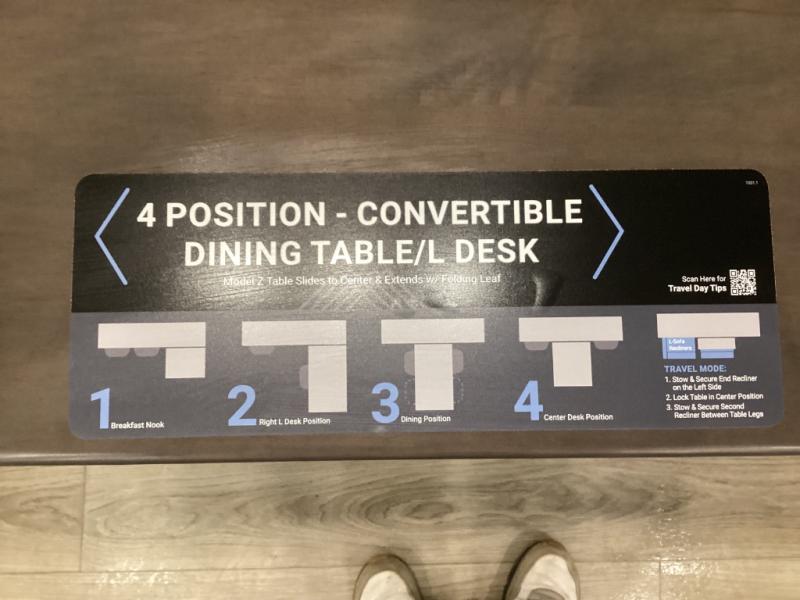 1001.1
4 POSITION - CONVERTIBLE
DINING TABLE/L DESK
Model Z Table Slides to Center & Extends w/ Folding Leaf
Scan Here for
Travel Day Tips
1 Breakfast Nook
2 Right L Desk Position
3 Dining Position
4 Center Desk Position
L-Sofa
Recliners
TRAVEL MODE:
1. Stow & Secure End Recliner
on the Left Side
2. Lock Table in Center Position
3. Stow & Secure Second
Recliner Between Table Legs